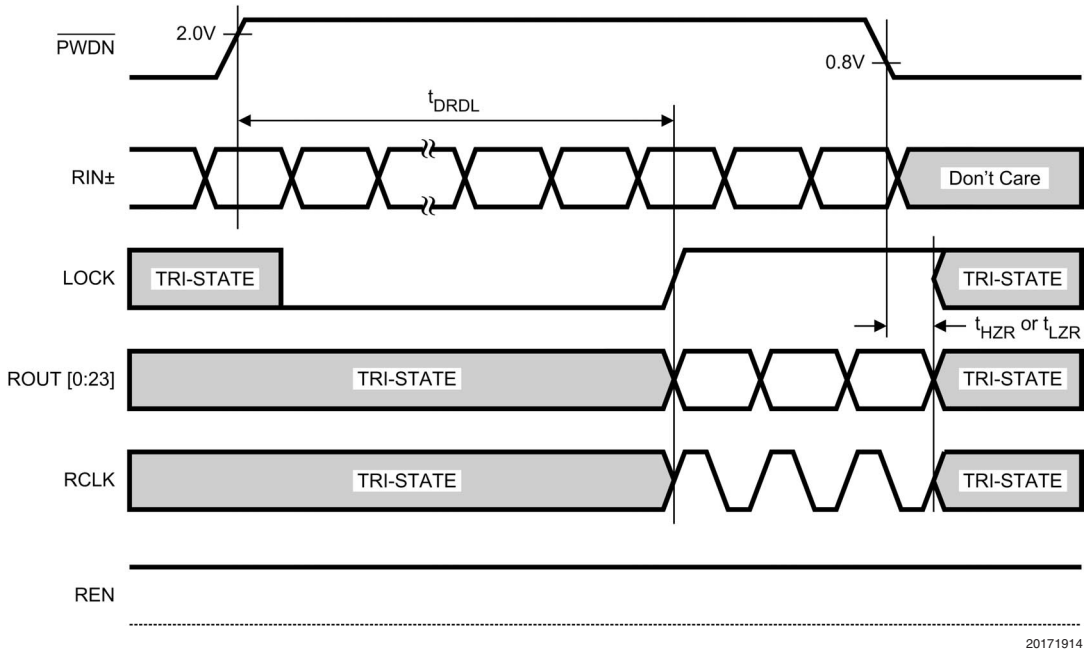 PWDN
2.0V
0.8V
tDRDL
RIN±
Don't Care
LOCK
TRI-STATE
TRI-STATE
tHZR or tLZR
ROUT [0:23]
TRI-STATE
TRI-STATE
RCLK
TRI-STATE
TRI-STATE
REN
20171914